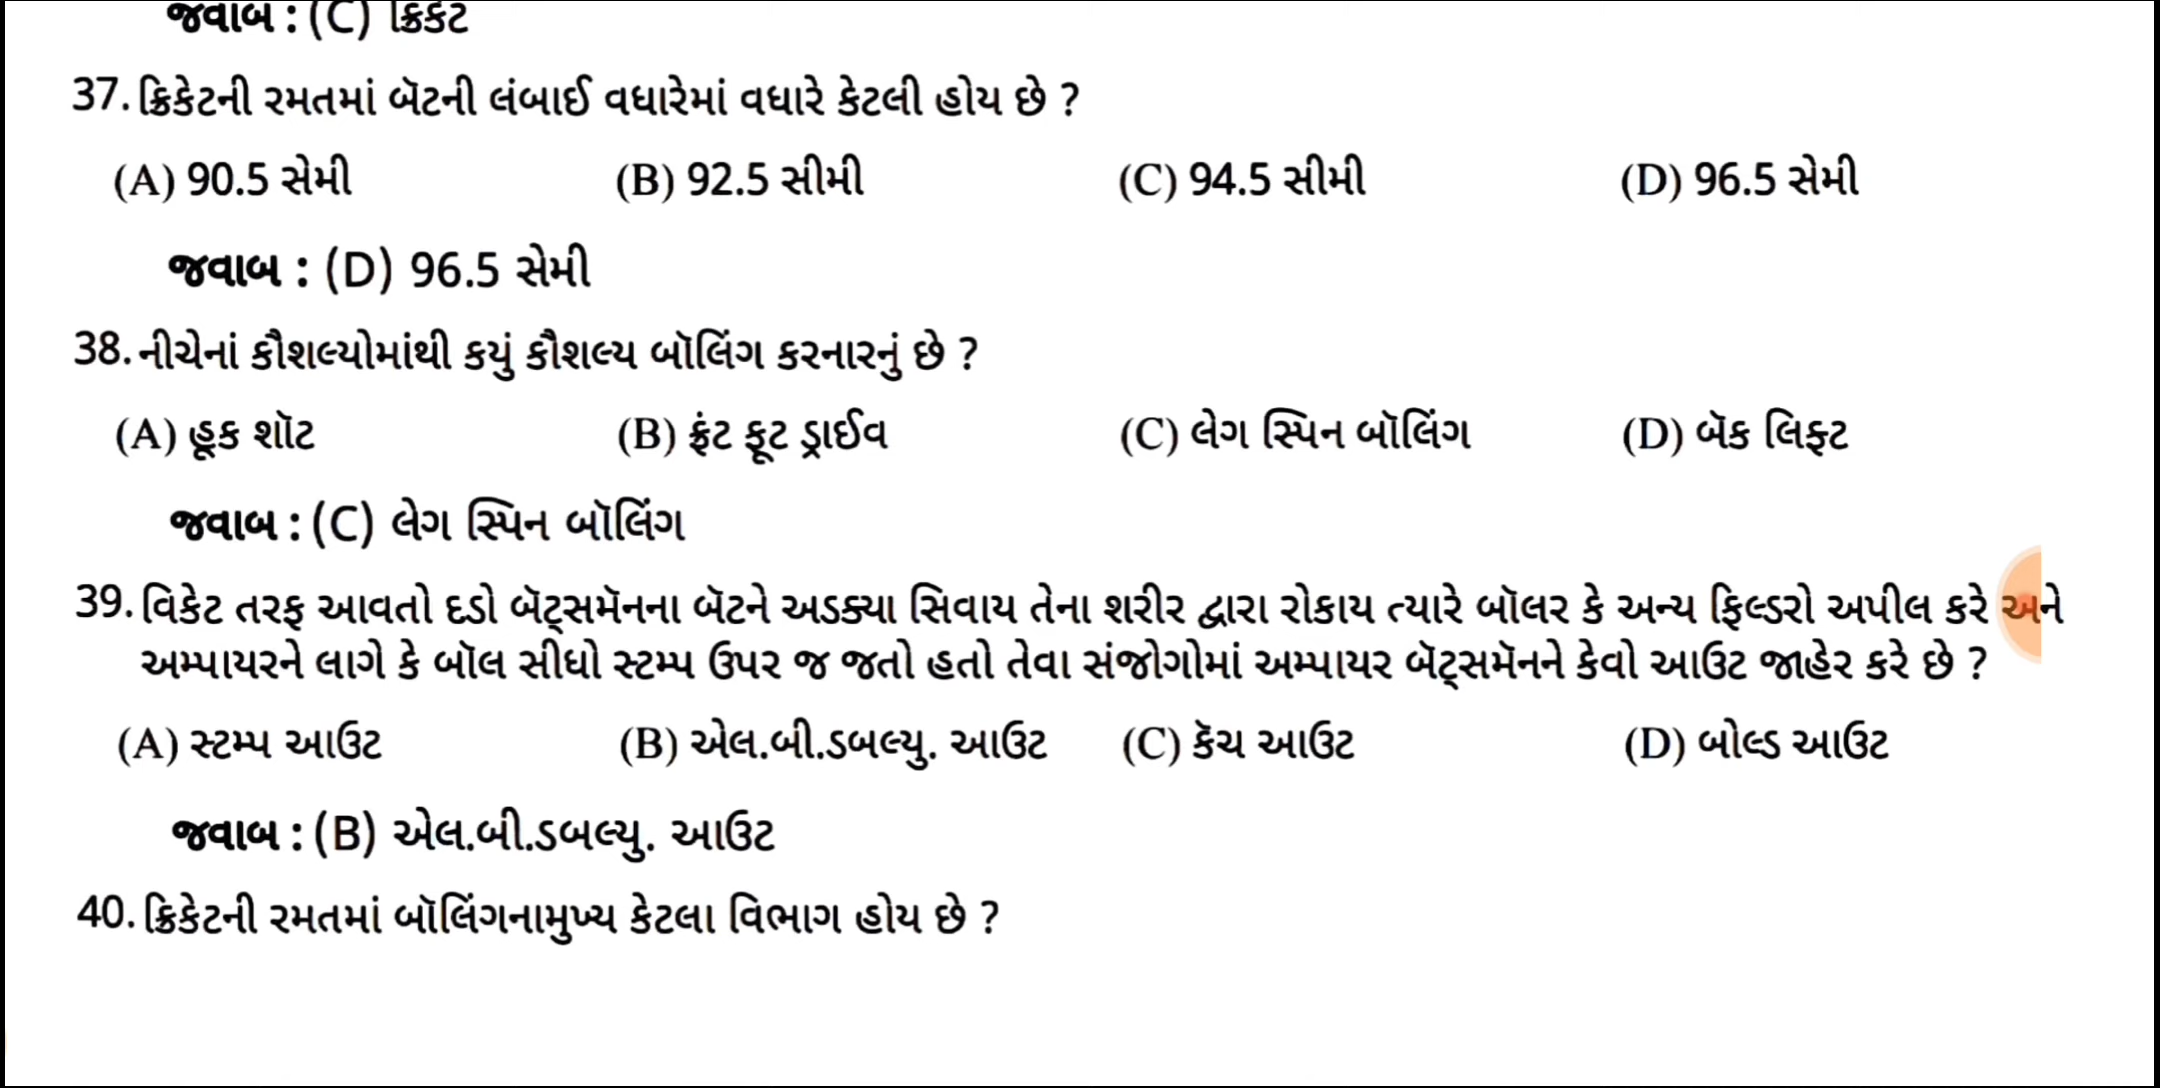 જવાબ : (C) ક્રિકેટ
37. ક્રિકેટની રમતમાં બૅટની લંબાઈ વધારેમાં વધારે કેટલી હોય છે ?
(A) 90.5 સેમી (B) 92.5 સીમી (C) 94.5 સીમી (D) 96.5 સેમી
જવાબ : (D) 96.5 સેમી
38. નીચેનાં કૌશલ્યોમાંથી કયું કૌશલ્ય બૉલિંગ કરનારનું છે ?
(A) હૂક શૉટ (B) ફ્રંટ ફૂટ ડ્રાઈવ (C) લેગ સ્પિન બૉલિંગ (D) બૅક લિફ્ટ
જવાબ : (C) લેગ સ્પિન બૉલિંગ
39. વિકેટ તરફ આવતો દડો બૅટ્સમૅનના બૅટને અડક્યા સિવાય તેના શરીર દ્વારા રોકાય ત્યારે બૉલર કે અન્ય ફિલ્ડરો અપીલ કરે અને
અમ્પાયરને લાગે કે બૉલ સીધો સ્ટમ્પ ઉપર જ જતો હતો તેવા સંજોગોમાં અમ્પાયર બૅટ્સમૅનને કેવો આઉટ જાહેર કરે છે ?
(A) સ્ટમ્પ આઉટ (B) એલ.બી.ડબલ્યુ. આઉટ (C) કૅચ આઉટ (D) બોલ્ડ આઉટ
જવાબ : (B) એલ.બી.ડબલ્યુ. આઉટ
40. ક્રિકેટની રમતમાં બૉલિંગનામુખ્ય કેટલા વિભાગ હોય છે ?